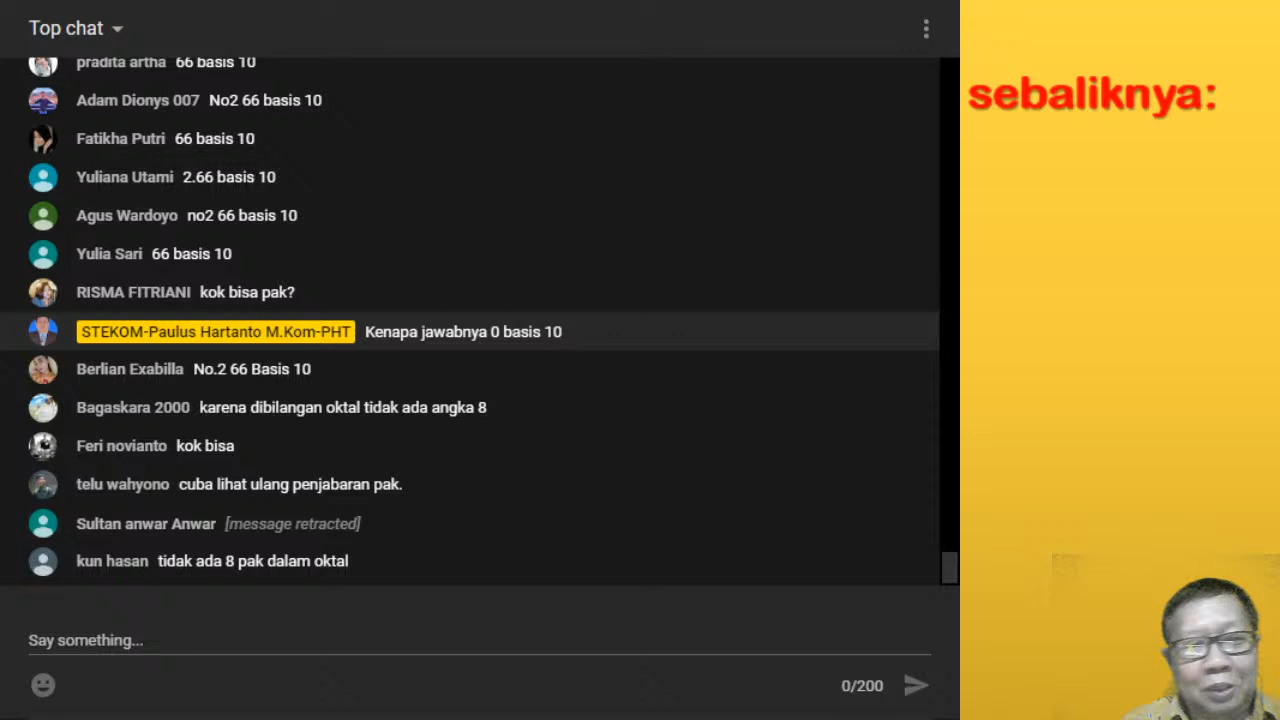 Top chat
sebaliknya:
pradita artha 66 basis 10
Adam Dionys 007 No2 66 basis 10
Fatikha Putri 66 basis 10
Yuliana Utami 2.66 basis 10
Agus Wardoyo no2 66 basis 10
Yulia Sari 66 basis 10
RISMA FITRIANI kok bisa pak?
STEKOM-Paulus Hartanto M.Kom-PHT Kenapa jawabnya 0 basis 10
Berlian Exabilla No.2 66 Basis 10
Bagaskara 2000 karena dibilangan oktal tidak ada angka 8
Feri novianto kok bisa
telu wahyono cuba lihat ulang penjabaran pak.
Sultan anwar Anwar [message retracted]
kun hasan tidak ada 8 pak dalam oktal
Say something...
0/200